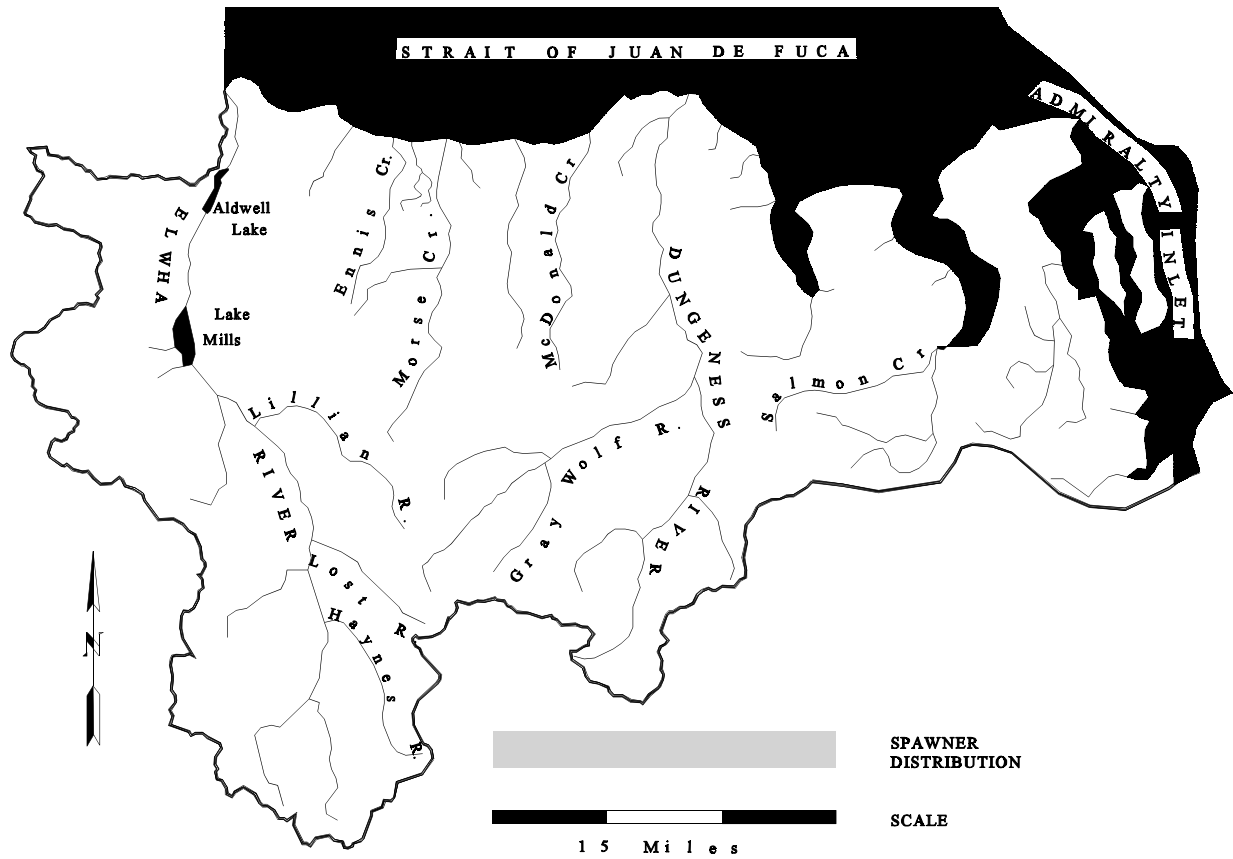 STRAIT OF JUAN DE FUCA
ADMIRALTY INLET
Ennis Cr.
McDonald Cr
Morse Cr.
ELWHA
Aldwell
Lake
Lake
Mills
DUNGENESS
Salmon Cr
Lillian R.
RIVER
Gray Wolf R.
RIVER
Lost R
Haynes R.
N
SPAWNER
DISTRIBUTION
SCALE
15 Miles